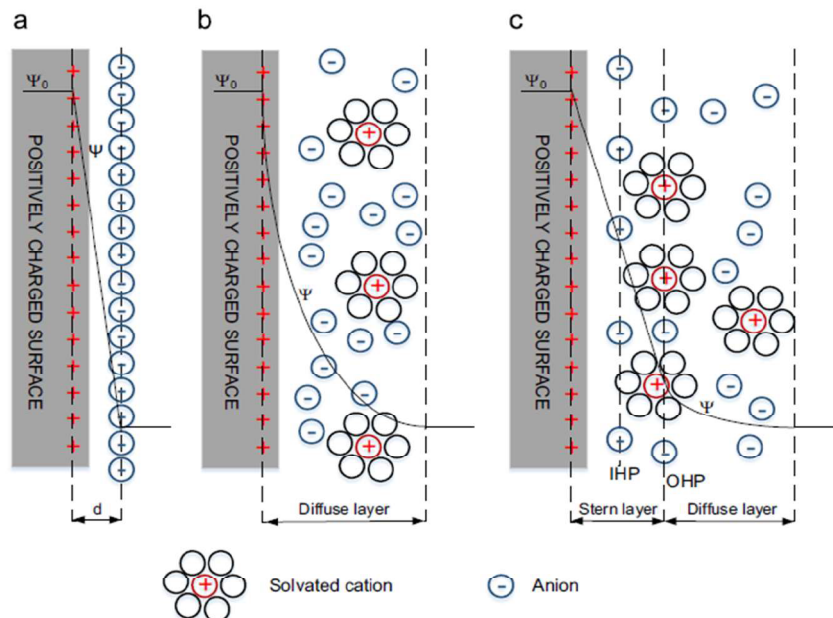 a
Ψ₀
POSITIVELY CHARGED SURFACE
Ψ
d
b
Ψ₀
POSITIVELY CHARGED SURFACE
Ψ
Diffuse layer
c
Ψ₀
POSITIVELY CHARGED SURFACE
Ψ
IHP
OHP
Stern layer
Diffuse layer
Solvated cation
Anion